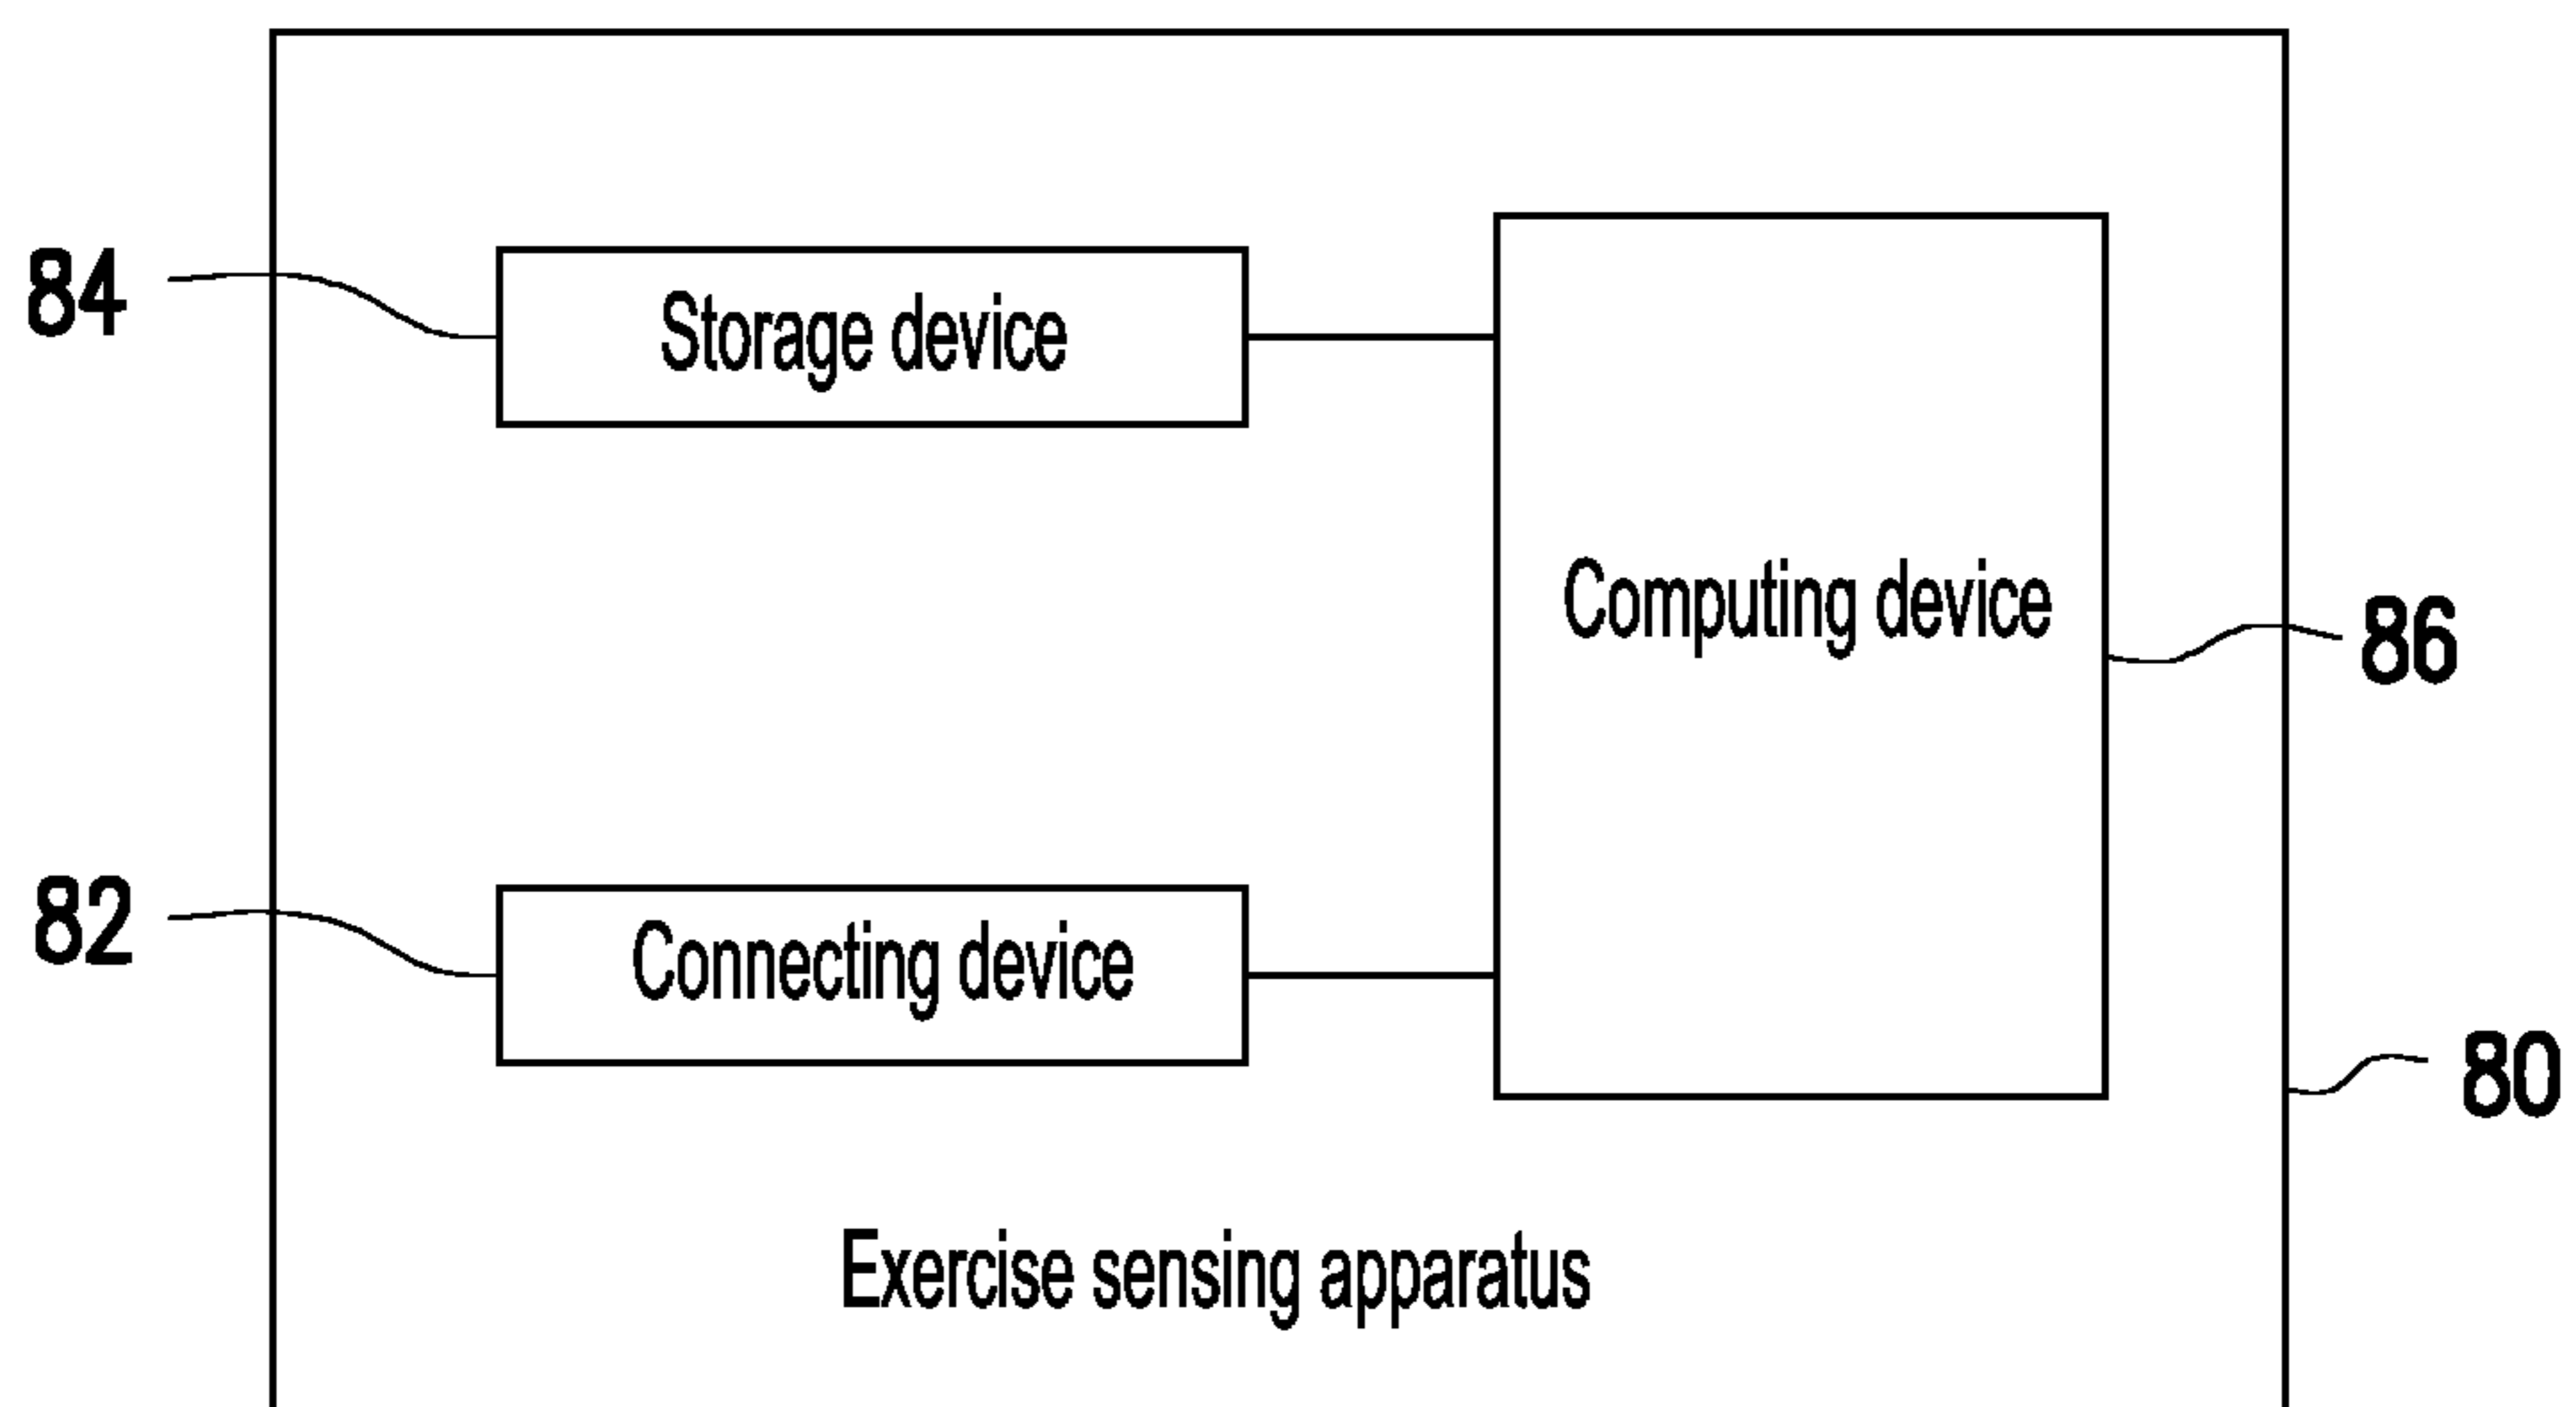 84
Storage device
Computing device
86
82
Connecting device
80
Exercise sensing apparatus